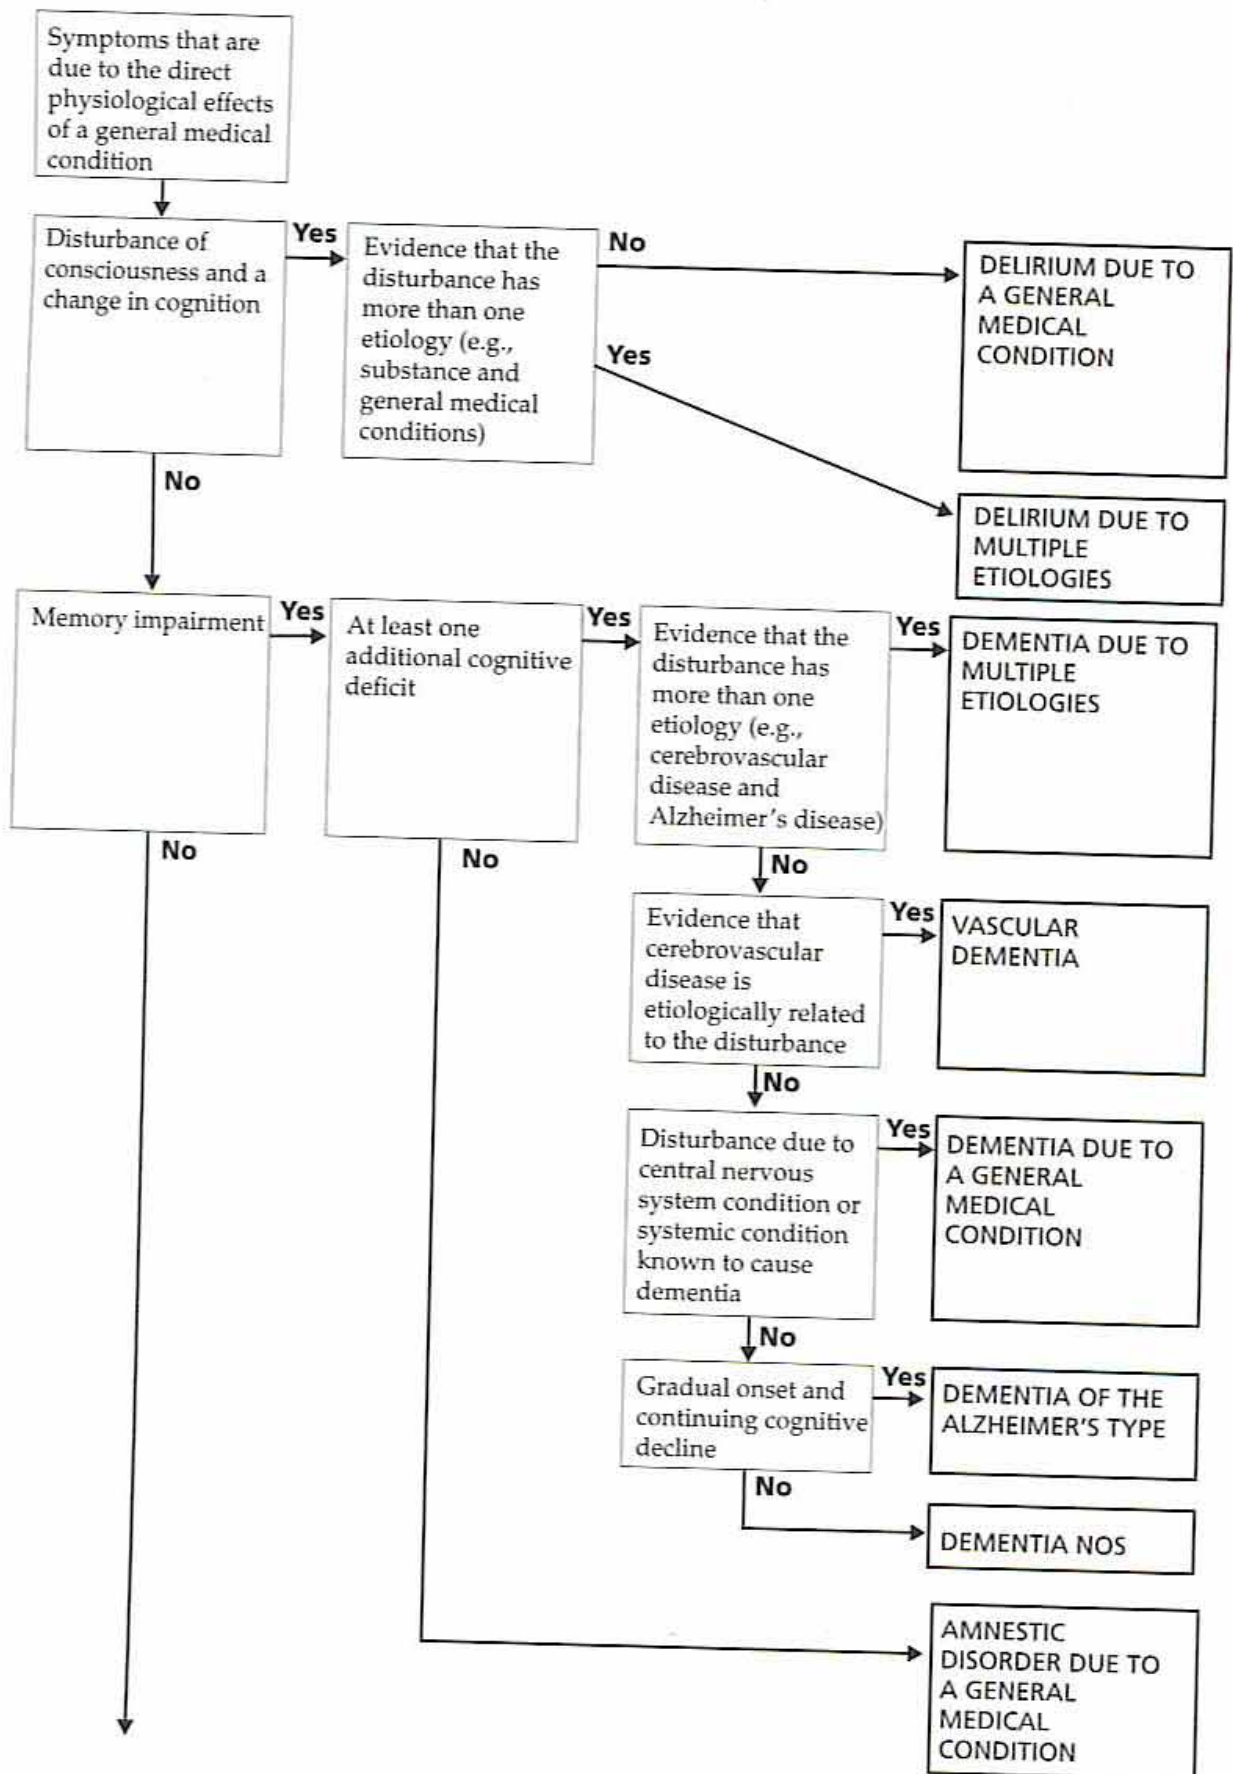 Symptoms that are
due to the direct
physiological effects
of a general medical
condition
Disturbance of
consciousness and a
change in cognition
Yes
Evidence that the
disturbance has
more than one
etiology (e.g.,
substance and
general medical
conditions)
No
DELIRIUM DUE TO
A GENERAL
MEDICAL
CONDITION
Yes
DELIRIUM DUE TO
MULTIPLE
ETIOLOGIES
No
Memory impairment
Yes
At least one
additional cognitive
deficit
Yes
Evidence that the
disturbance has
more than one
etiology (e.g.,
cerebrovascular
disease and
Alzheimer's disease)
Yes
DEMENTIA DUE TO
MULTIPLE
ETIOLOGIES
No
No
No
Evidence that
cerebrovascular
disease is
etiologically related
to the disturbance
Yes
VASCULAR
DEMENTIA
No
Disturbance due to
central nervous
system condition or
systemic condition
known to cause
dementia
Yes
DEMENTIA DUE TO
A GENERAL
MEDICAL
CONDITION
No
Gradual onset and
continuing cognitive
decline
Yes
DEMENTIA OF THE
ALZHEIMER'S TYPE
No
DEMENTIA NOS
AMNESTIC
DISORDER DUE TO
A GENERAL
MEDICAL
CONDITION